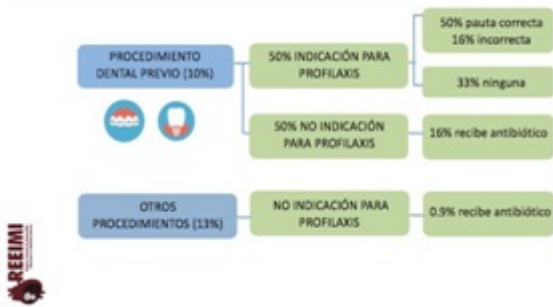 50% pauta correcta
16% incorrecta
PROCEDIMIENTO
DENTAL PREVIO (10%)
50% INDICACIÓN PARA
PROFILAXIS
33% ninguna
50% NO INDICACIÓN
PARA PROFILAXIS
16% recibe antibiótico
OTROS
PROCEDIMIENTOS (13%)
NO INDICACIÓN PARA
PROFILAXIS
0.9% recibe antibiótico
REEIMI